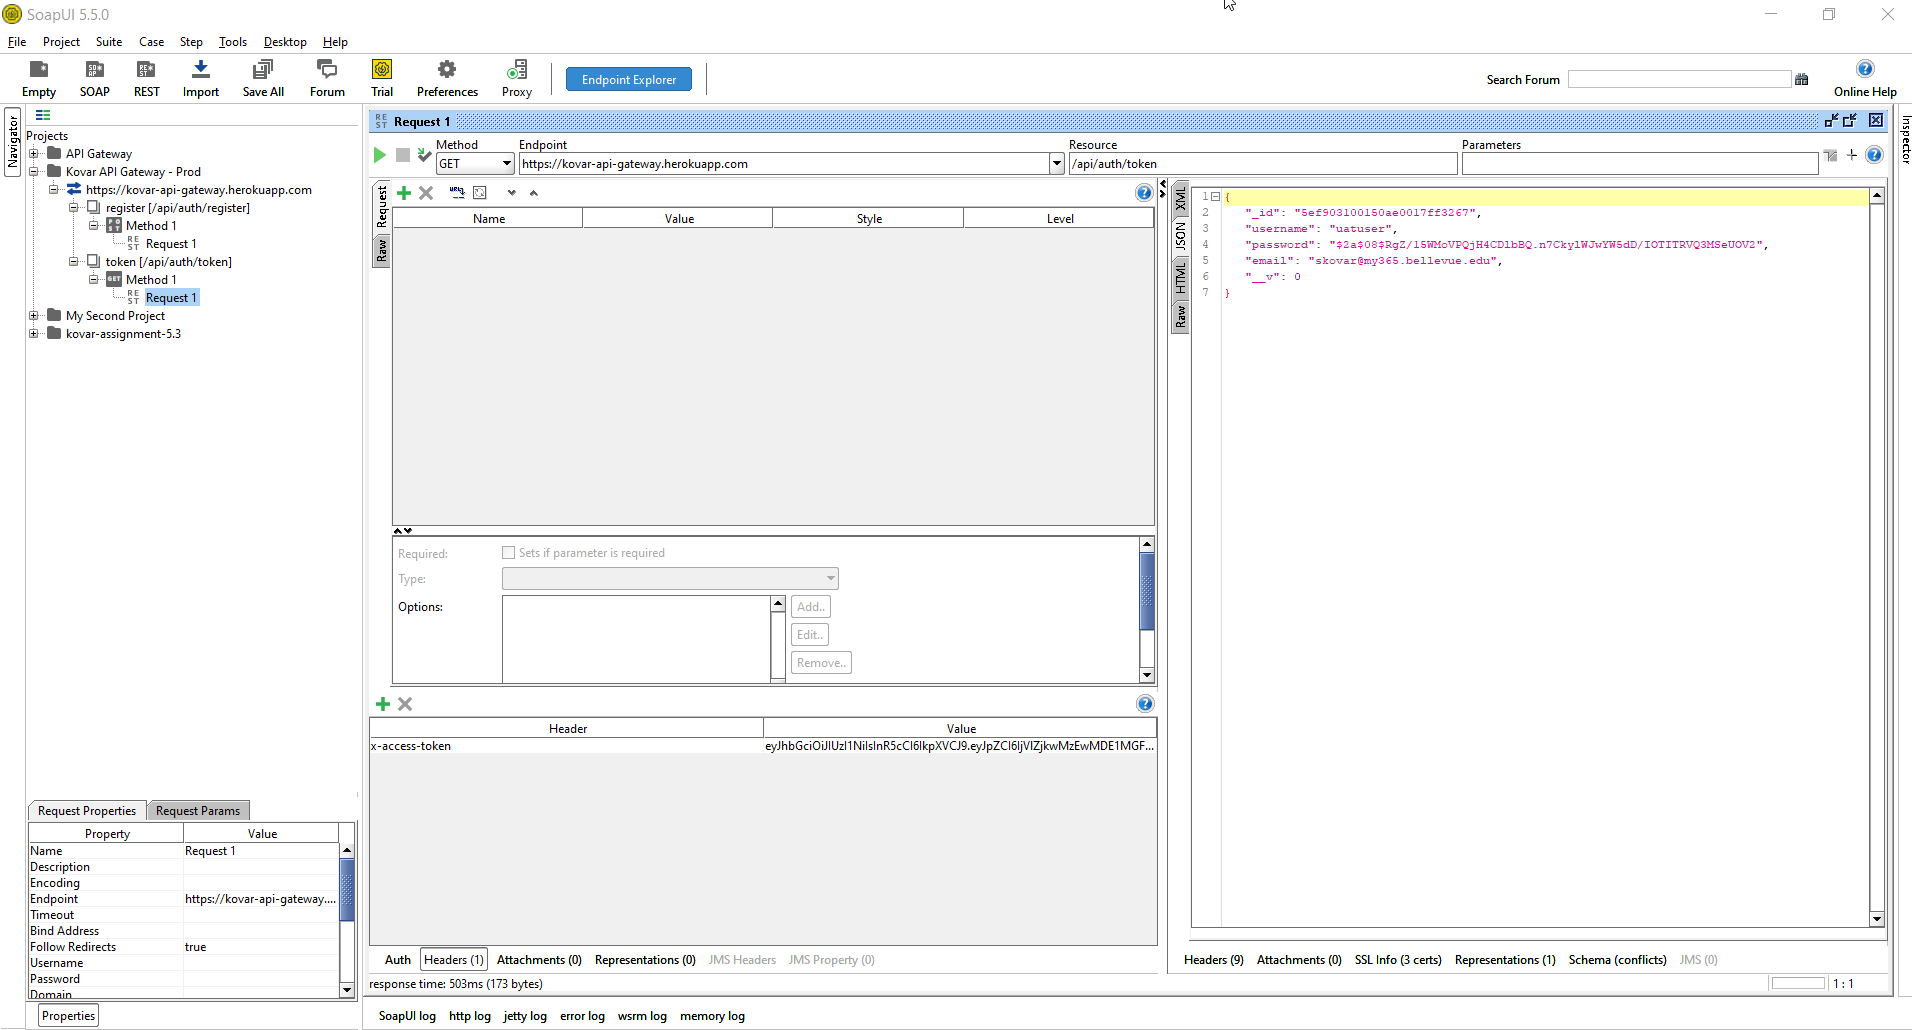 SoapUI 5.5.0
File Project Suite Case Step Tools Desktop Help
Empty SOAP REST Import Save All Forum Trial Preferences Proxy Endpoint Explorer Search Forum Online Help
Navigator
Projects
API Gateway
Kovar API Gateway - Prod
https://kovar-api-gateway.herokuapp.com
register [/api/auth/register]
Method 1
Request 1
token [/api/auth/token]
Method 1
Request 1
My Second Project
kovar-assignment-5.3
Request Properties Request Params
Property Value
Name Request 1
Description
Encoding
Endpoint https://kovar-api-gateway....
Timeout
Bind Address
Follow Redirects true
Username
Password
Domain
Properties
Request 1
Method Endpoint Resource Parameters
GET https://kovar-api-gateway.herokuapp.com /api/auth/token
Request
Raw
Name Value Style Level
Required: Sets if parameter is required
Type:
Options:
Add..
Edit..
Remove..
Header Value
x-access-token
Auth Headers (1) Attachments (0) Representations (0) JMS Headers JMS Property (0)
response time: 503ms (173 bytes)
XML
JSON
HTML
Raw
1 {
2 "_id": "5ef903100150ae0017ff3267",
3 "username": "uatuser",
4 "password":
5 "email": "skovar@my365.bellevue.edu",
6 "__v": 0
7 }
Headers (9) Attachments (0) SSL Info (3 certs) Representations (1) Schema (conflicts) JMS (0)
1 : 1
Inspector
SoapUI log http log jetty log error log wsrm log memory log